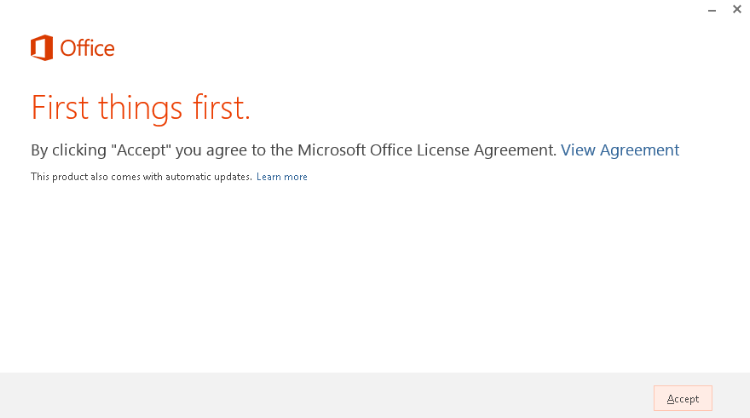 Office
First things first.
By clicking "Accept" you agree to the Microsoft Office License Agreement. View Agreement
This product also comes with automatic updates. Learn more
Accept